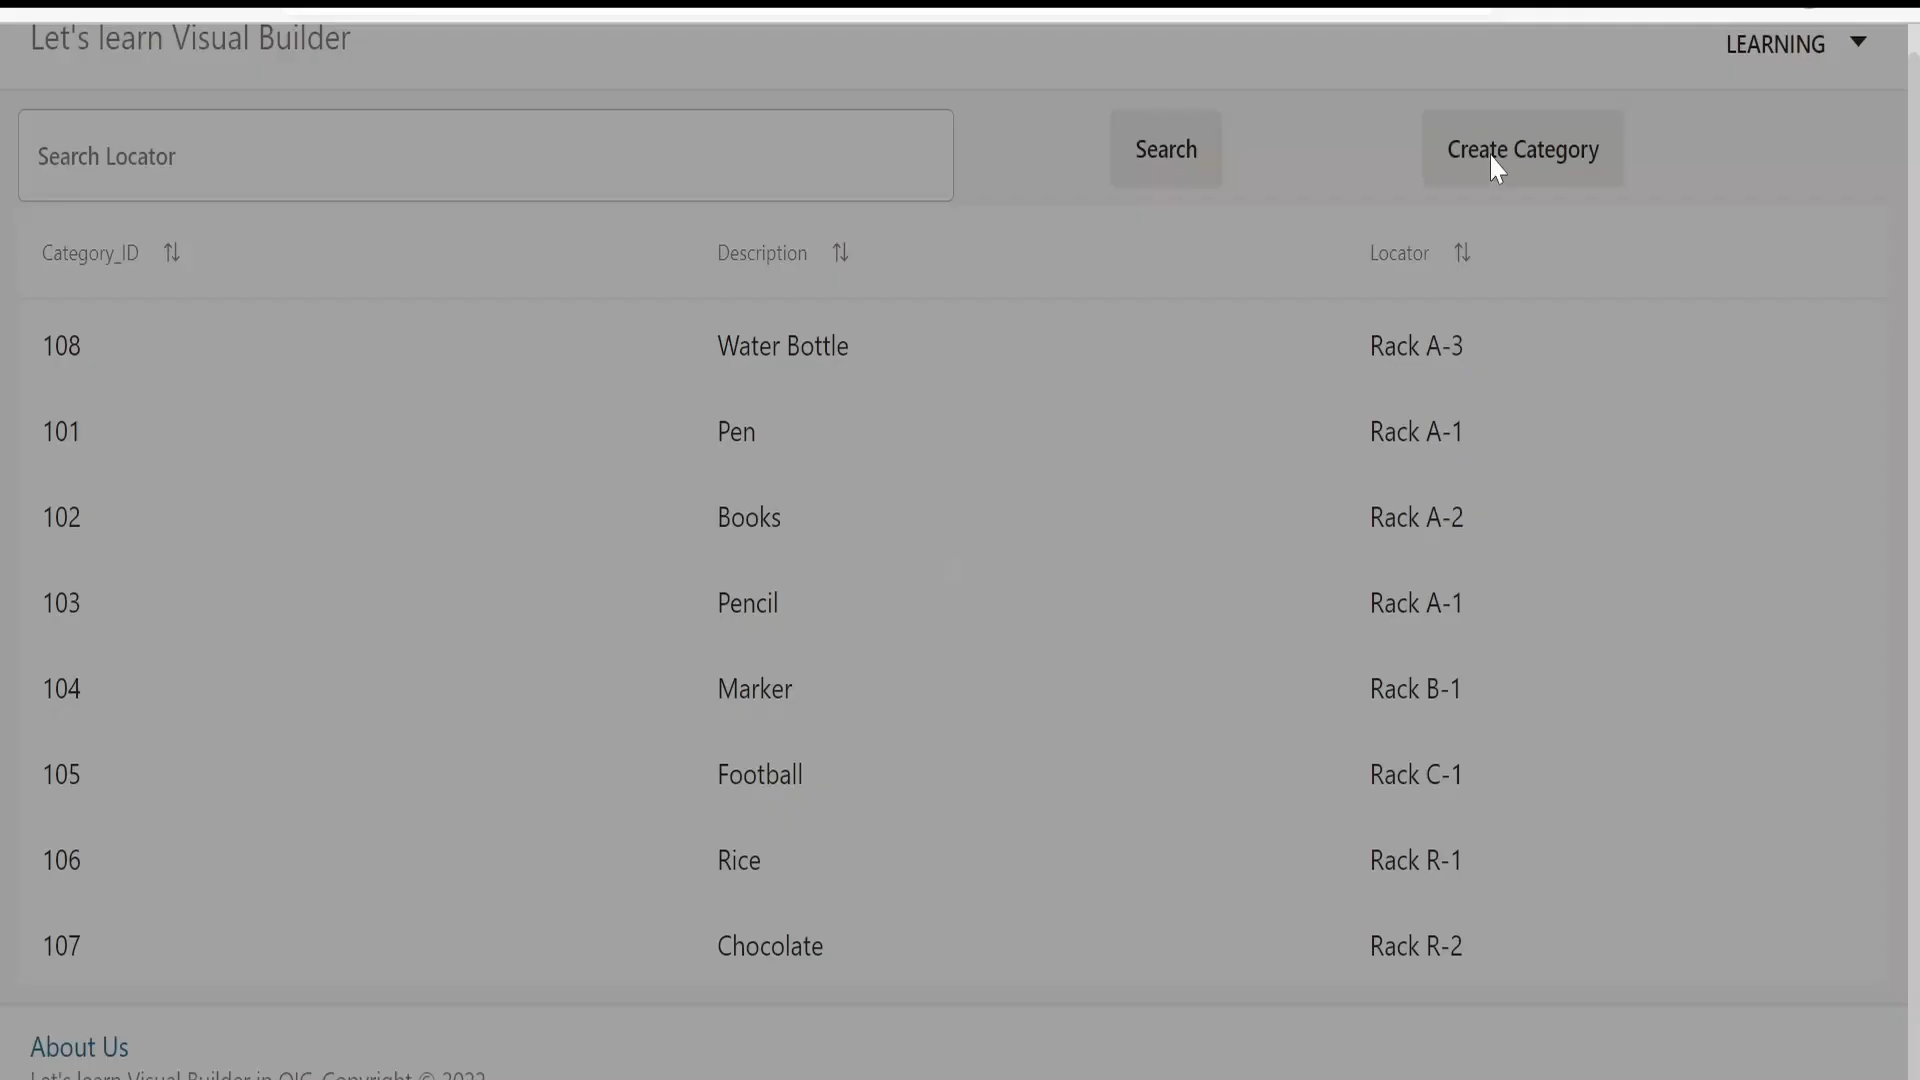 Let's learn Visual Builder
LEARNING
Search Locator
Search
Create Category
Category_ID Description Locator
108 Water Bottle Rack A-3
101 Pen Rack A-1
102 Books Rack A-2
103 Pencil Rack A-1
104 Marker Rack B-1
105 Football Rack C-1
106 Rice Rack R-1
107 Chocolate Rack R-2
About Us
Let's learn Visual Builder in OIC. Copyright © 2022